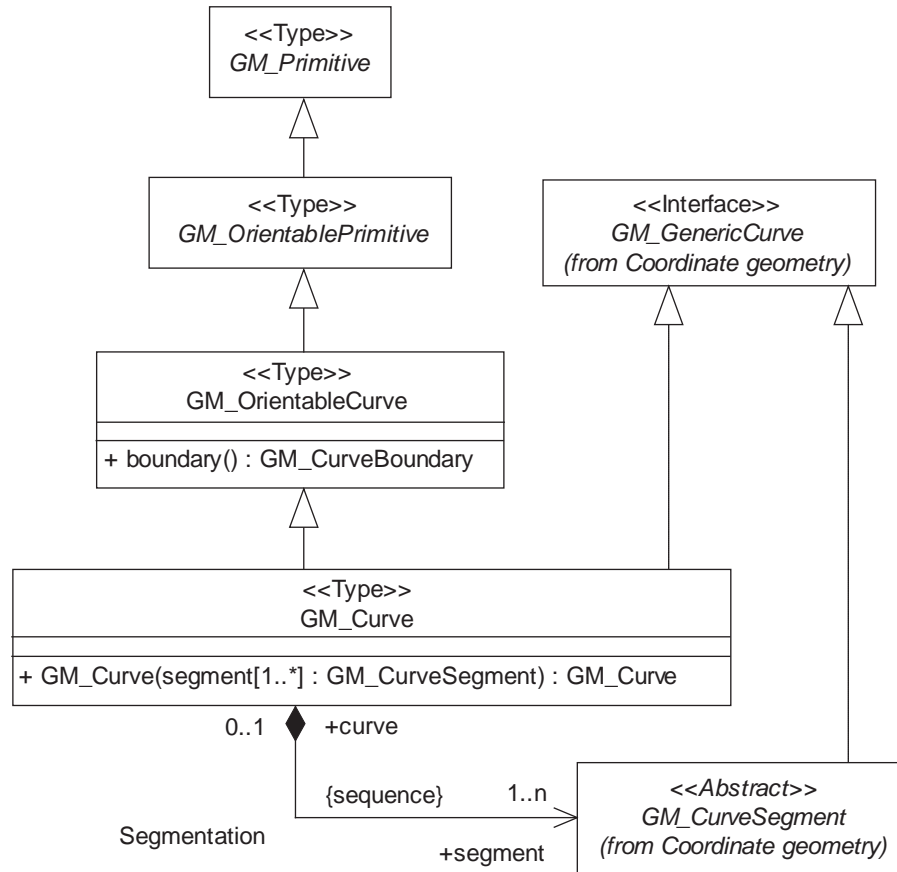 <<Type>>
GM_Primitive
<<Type>>
GM_OrientablePrimitive
<<Interface>>
GM_GenericCurve
(from Coordinate geometry)
<<Type>>
GM_OrientableCurve
+ boundary() : GM_CurveBoundary
<<Type>>
GM_Curve
+ GM_Curve(segment[1..*] : GM_CurveSegment) : GM_Curve
0..1
+curve
{sequence}
1..n
Segmentation
+segment
<<Abstract>>
GM_CurveSegment
(from Coordinate geometry)